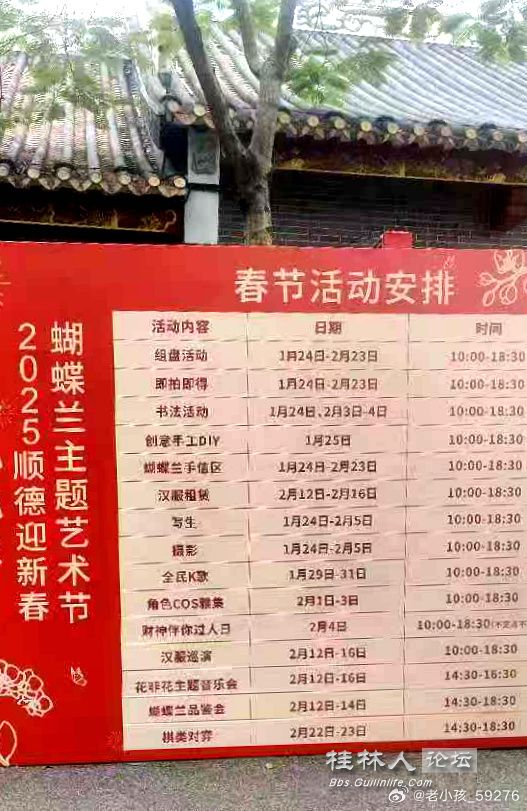 春节活动安排
蝴蝶兰主题艺术节
2025顺德迎新春
活动内容 日期 时间
组盘活动 1月24日-2月23日 10:00-18:30
即拍即得 1月24日-2月23日 10:00-18:30
书法活动 1月24日、2月3日-4日 10:00-18:30
创意手工DIY 1月25日 10:00-18:30
蝴蝶兰手信区 1月24日-2月23日 10:00-18:30
汉服租赁 2月12日-2月16日 10:00-18:30
写生 1月24日-2月5日 10:00-18:30
摄影 1月24日-2月5日 10:00-18:30
全民K歌 1月29日-31日 10:00-18:30
角色COS雅集 2月1日-3日 10:00-18:30
财神伴你过人日 2月4日 10:00-18:30(不定点不
汉服巡演 2月12日-16日 10:00-18:30
花非花主题音乐会 2月12日-16日 14:30-16:30
蝴蝶兰品鉴会 2月12日-14日 14:30-18:30
棋类对弈 2月22日-23日 14:30-18:30
桂林人论坛
Bbs.Guilinlife.Com
@老小孩_59276